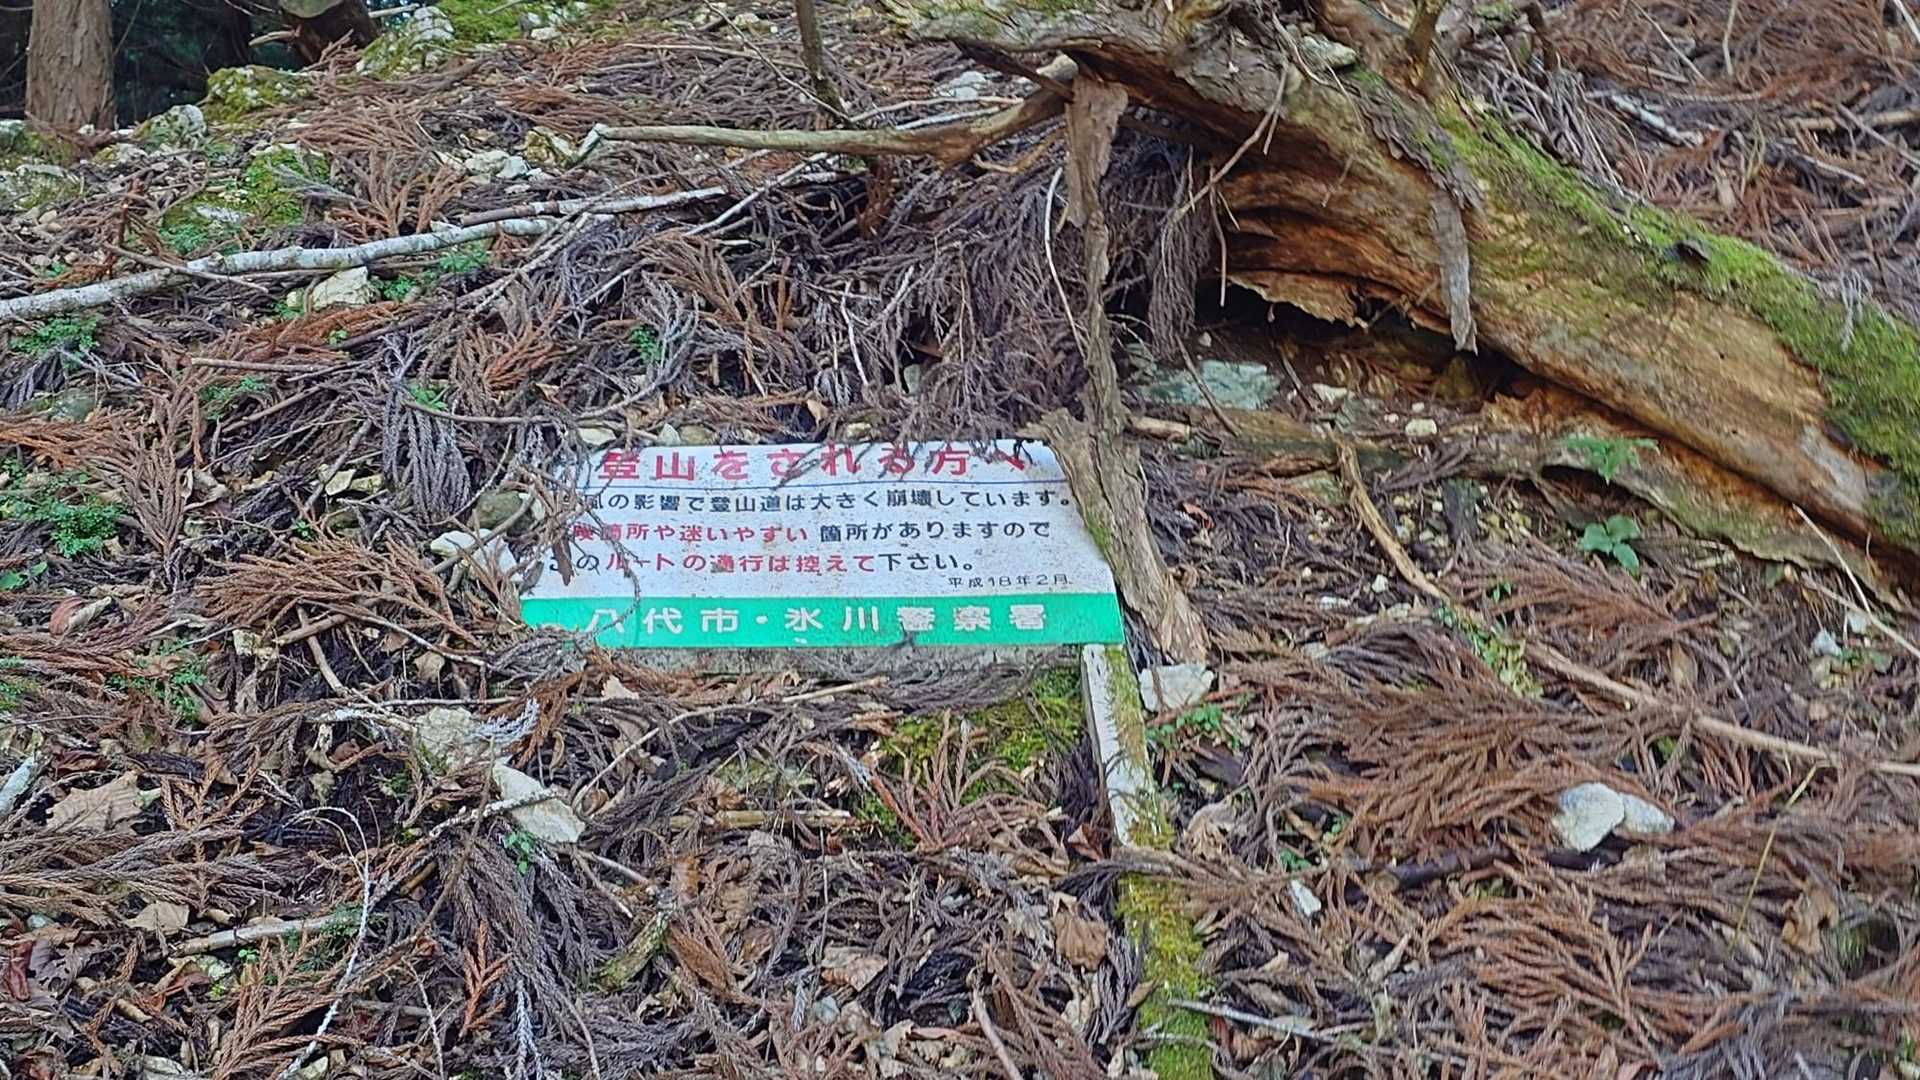 登山をされる方へ
風の影響で登山道は大きく崩壊しています。
険箇所や迷いやすい 箇所がありますので
このルートの通行は控えて下さい。
平成18年2月
八代市・氷川警察署